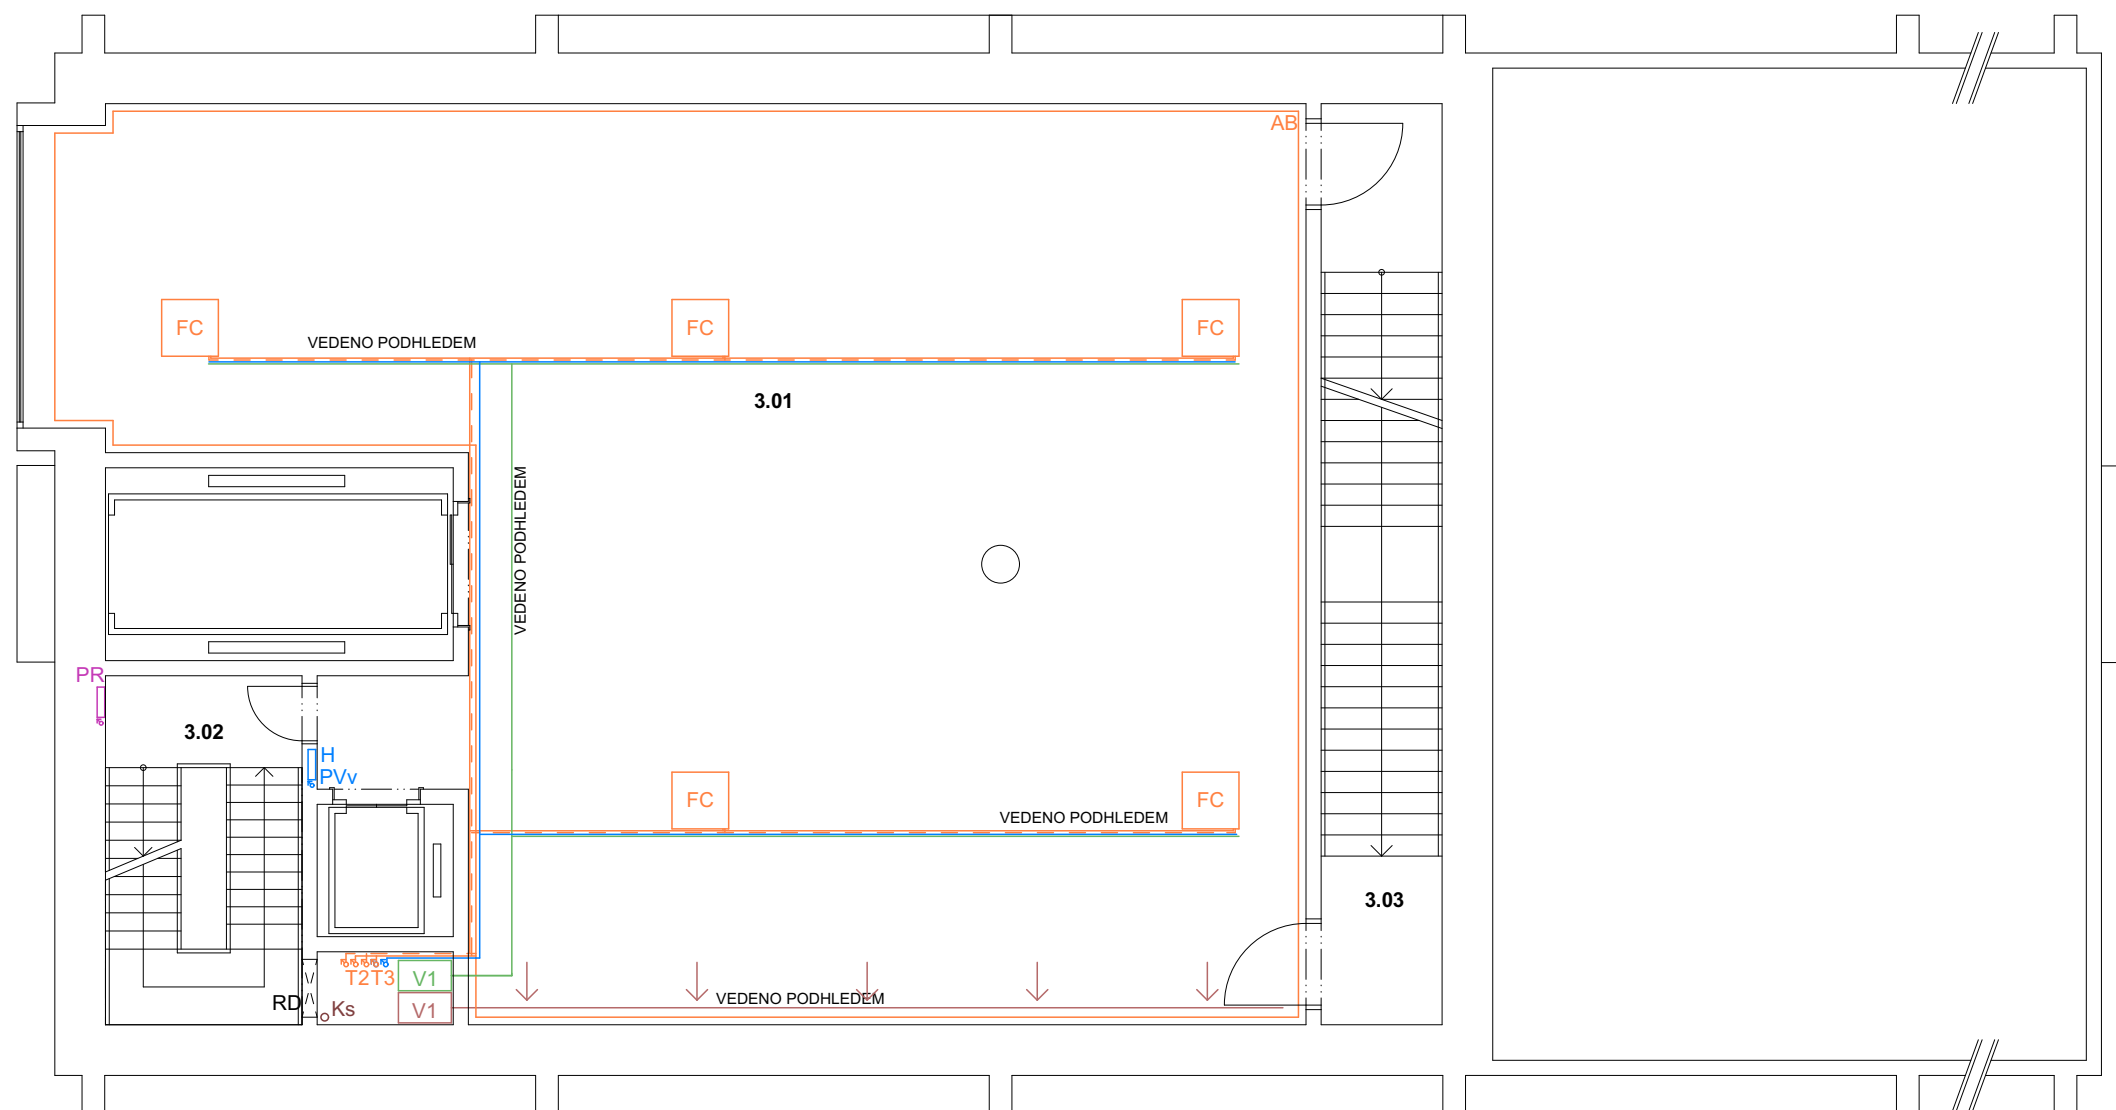 AB
FC
FC
FC
VEDENO PODHLEDEM
3.01
VEDENO PODHLEDEM
PR
3.02
H
PVv
FC
FC
VEDENO PODHLEDEM
3.03
T2T3
V1
RD
Ks
V1
VEDENO PODHLEDEM